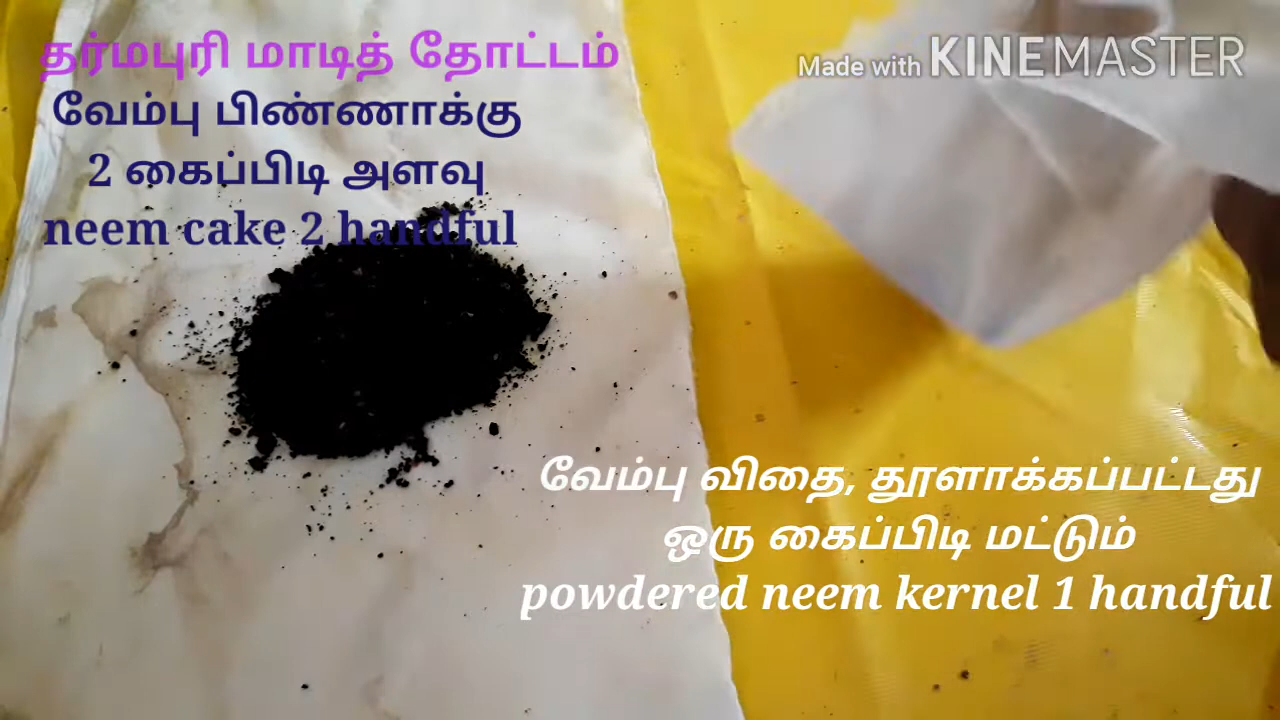 தர்மபுரி மாடித் தோட்டம்
வேம்பு பிண்ணாக்கு
2 கைப்பிடி அளவு
neem cake 2 handful
Made with KINEMASTER
வேம்பு விதை, தூளாக்கப்பட்டது
ஒரு கைப்பிடி மட்டும்
powdered neem kernel 1 handful